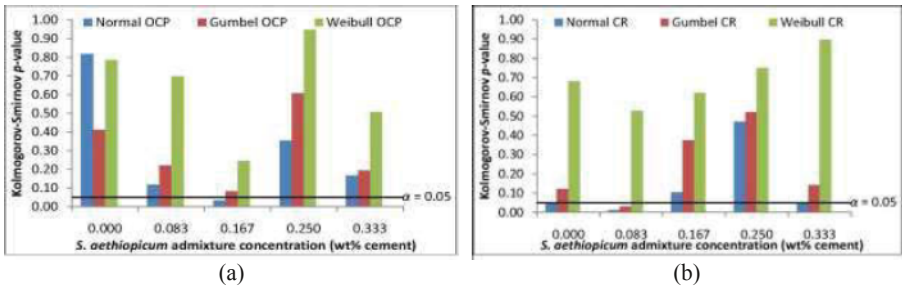 Normal OCP Gumbel OCP Weibull OCP
Kolmogorov-Smirnov p-value
1.00
0.90
0.80
0.70
0.60
0.50
0.40
0.30
0.20
0.10
0.00
α = 0.05
0.000 0.083 0.167 0.250 0.333
S. aethiopicum admixture concentration (wt% cement)
(a)
Normal CR Gumbel CR Weibull CR
Kolmogorov-Smirnov p-value
1.00
0.90
0.80
0.70
0.60
0.50
0.40
0.30
0.20
0.10
0.00
α = 0.05
0.000 0.083 0.167 0.250 0.333
S. aethiopicum admixture concentration (wt% cement)
(b)